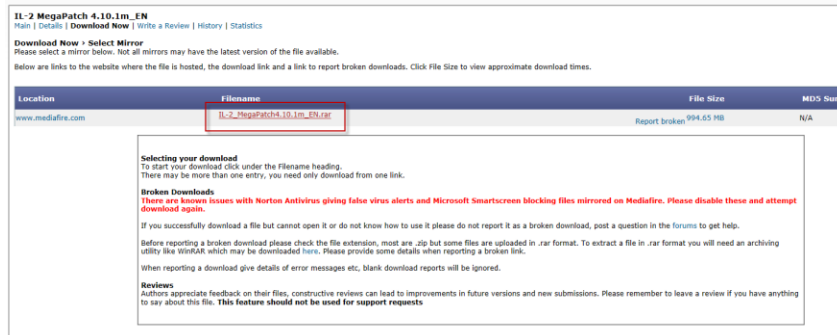 IL-2 MegaPatch 4.10.1m_EN
Main | Details | Download Now | Write a Review | History | Statistics
Download Now > Select Mirror
Please select a mirror below. Not all mirrors may have the latest version of the file available.
Below are links to the website where the file is hosted, the download link and a link to report broken downloads. Click File Size to view approximate download times.
Location Filename File Size MD5 Sum
www.mediafire.com IL-2_MegaPatch4.10.1m_EN.rar Report broken 994.65 MB N/A
Selecting your download
To start your download click under the Filename heading.
There may be more than one entry, you need only download from one link.
Broken Downloads
There are known issues with Norton Antivirus giving false virus alerts and Microsoft Smartscreen blocking files mirrored on Mediafire. Please disable these and attempt
download again.
If you successfully download a file but cannot open it or do not know how to use it please do not report it as a broken download, post a question in the forums to get help.
Before reporting a broken download please check the file extension, most are .zip but some files are uploaded in .rar format. To extract a file in .rar format you will need an archiving
utility like WinRAR which may be downloaded here. Please provide some details when reporting a broken link.
When reporting a download give details of error messages etc, blank download reports will be ignored.
Reviews
Authors appreciate feedback on their files, constructive reviews can lead to improvements in future versions and new submissions. Please remember to leave a review if you have anything
to say about this file. This feature should not be used for support requests